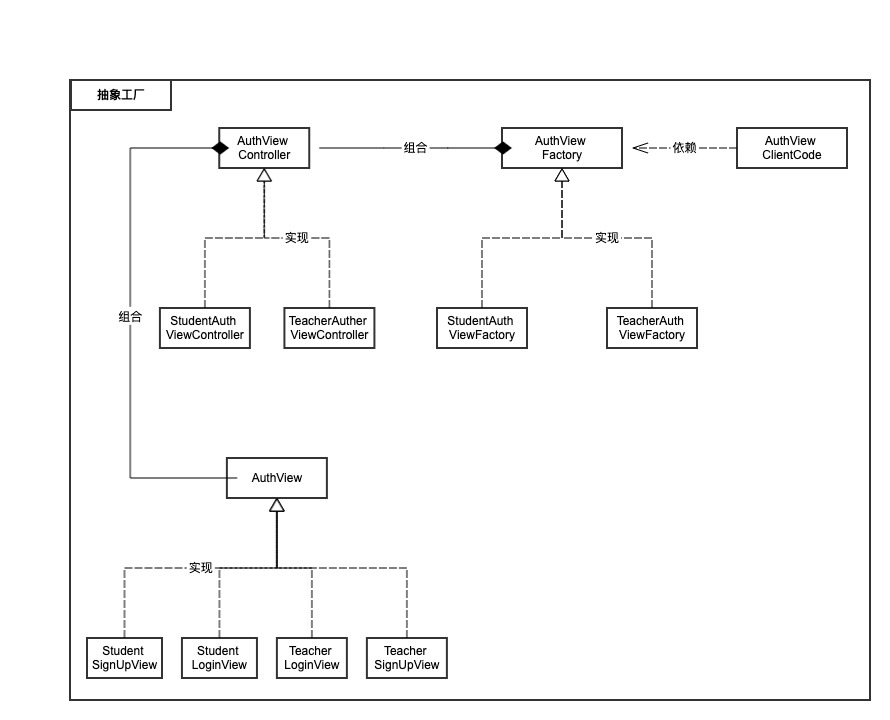 抽象工厂
AuthView
Controller
组合
AuthView
Factory
依赖
AuthView
ClientCode
实现
实现
组合
StudentAuth
ViewController
TeacherAuther
ViewController
StudentAuth
ViewFactory
TeacherAuth
ViewFactory
AuthView
实现
Student
SignUpView
Student
LoginView
Teacher
LoginView
Teacher
SignUpView